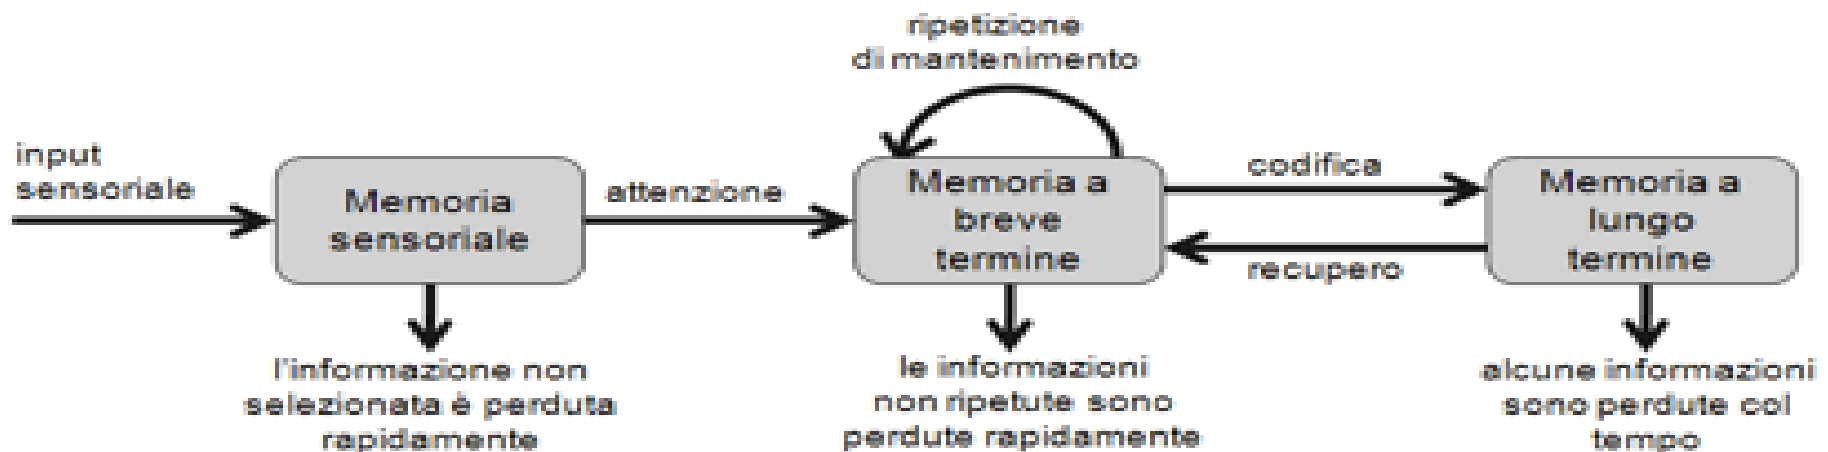 ripetizione
di mantenimento
input
sensoriale
Memoria
sensoriale
attenzione
Memoria a
breve
termine
codifica
recupero
Memoria a
lungo
termine
l'informazione non
selezionata è perduta
rapidamente
le informazioni
non ripetute sono
perdute rapidamente
alcune informazioni
sono perdute col
tempo